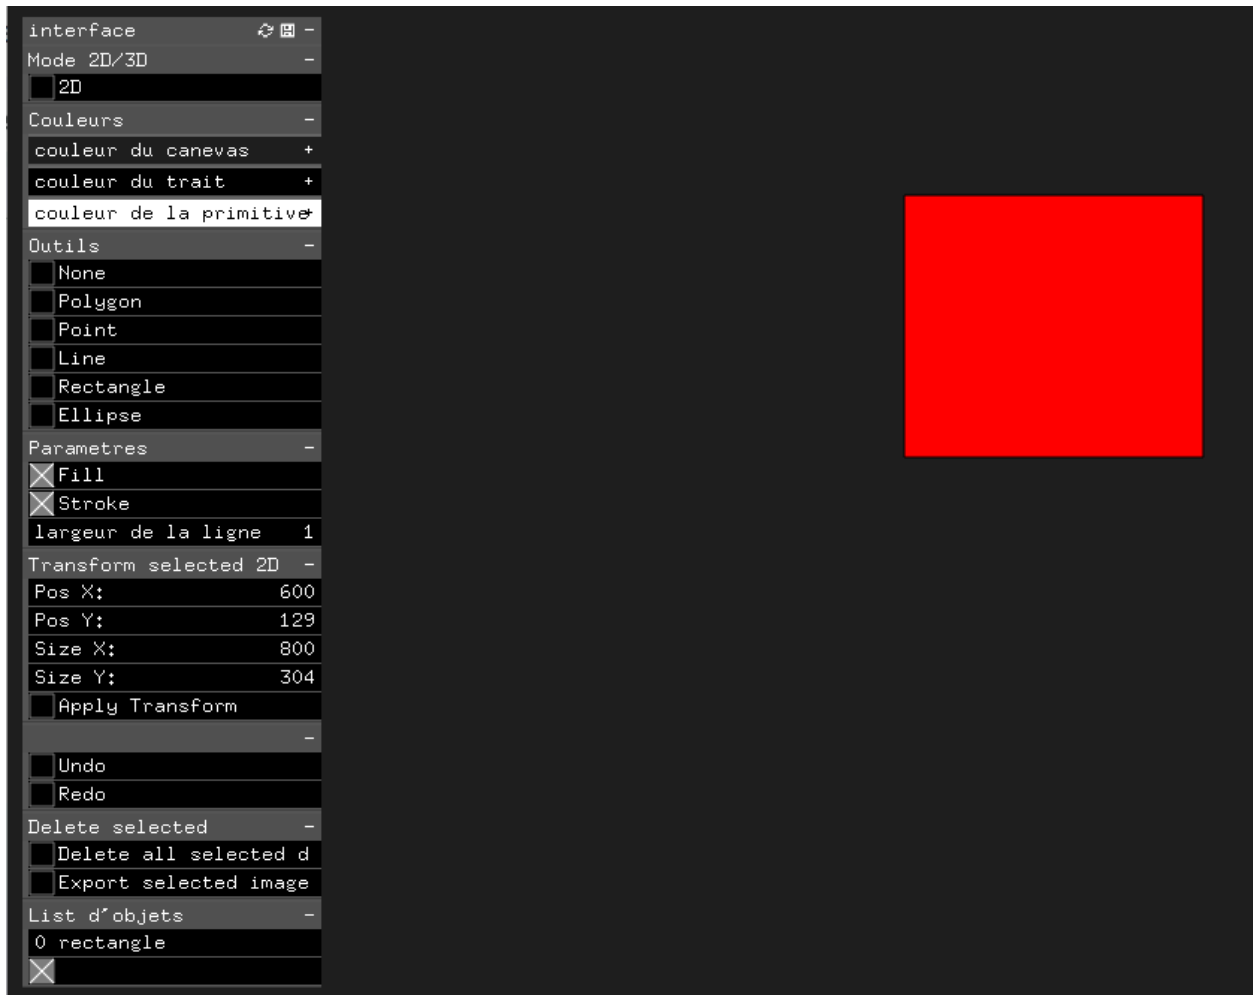 interface
Mode 2D/3D
2D
Couleurs
couleur du canevas +
couleur du trait +
couleur de la primitive+
Outils
None
Polygon
Point
Line
Rectangle
Ellipse
Parametres
Fill
Stroke
largeur de la ligne 1
Transform selected 2D
Pos X: 600
Pos Y: 129
Size X: 800
Size Y: 304
Apply Transform
Undo
Redo
Delete selected
Delete all selected d
Export selected image
List d'objets
0 rectangle